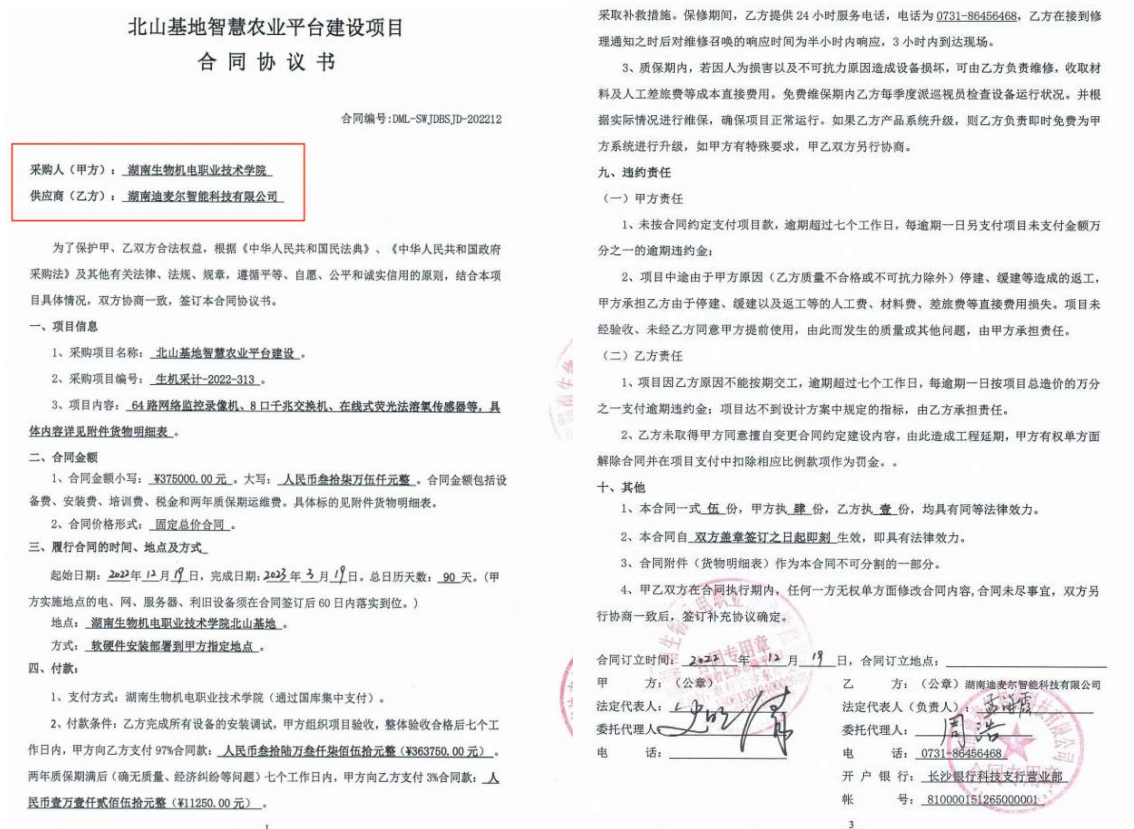 北山基地智慧农业平台建设项目
合同协议书
合同编号:DML-SWJDBSJD-202212
采购人（甲方）： 湖南生物机电职业技术学院
供应商（乙方）： 湖南迪麦尔智能科技有限公司
为了保护甲、乙双方合法权益，根据《中华人民共和国民法典》、《中华人民共和国政府
采购法》及其他有关法律、法规、规章，遵循平等、自愿、公平和诚实信用的原则，结合本项
目具体情况，双方协商一致，签订本合同协议书。
一、项目信息
1、采购项目名称： 北山基地智慧农业平台建设 。
2、采购项目编号： 生机采计-2022-313 。
3、项目内容： 64 路网络监控录像机、8 口千兆交换机、在线式荧光法溶氧传感器等，具
体内容详见附件货物明细表 。
二、合同金额
1、合同金额小写： ¥375000.00 元 。大写： 人民币叁拾柒万伍仟元整 。合同金额包括设
备费、安装费、培训费、税金和两年质保期运维费。具体标的见附件货物明细表。
2、合同价格形式： 固定总价合同 。
三、履行合同的时间、地点及方式
起始日期：2022年 12 月 19 日，完成日期：2023 年 3 月 19 日。总日历天数： 90 天。（甲
方实施地点的电、网、服务器、利旧设备须在合同签订后 60 日内落实到位。）
地点： 湖南生物机电职业技术学院北山基地 。
方式： 软硬件安装部署到甲方指定地点 。
四、付款：
1、支付方式：湖南生物机电职业技术学院（通过国库集中支付）。
2、付款条件：乙方完成所有设备的安装调试，甲方组织项目验收，整体验收合格后七个工
作日内，甲方向乙方支付 97%合同款： 人民币叁拾陆万叁仟柒佰伍拾元整（¥363750.00 元） 。
两年质保期满后（确无质量、经济纠纷等问题）七个工作日内，甲方向乙方支付 3%合同款： 人
民币壹万壹仟贰佰伍拾元整（¥11250.00 元） 。
1
采取补救措施。保修期间，乙方提供 24 小时服务电话，电话为 0731-86456468，乙方在接到修
理通知之时后对维修召唤的响应时间为半小时内响应，3 小时内到达现场。
3、质保期内，若因人为损害以及不可抗力原因造成设备损坏，可由乙方负责维修，收取材
料及人工差旅费等成本直接费用。免费维保期内乙方每季度派巡视员检查设备运行状况。并根
据实际情况进行维保，确保项目正常运行。如果乙方产品系统升级，则乙方负责即时免费为甲
方系统进行升级，如甲方有特殊要求，甲乙双方另行协商。
九、违约责任
（一）甲方责任
1、未按合同约定支付项目款，逾期超过七个工作日，每逾期一日另支付项目未支付金额万
分之一的逾期违约金；
2、项目中途由于甲方原因（乙方质量不合格或不可抗力除外）停建、缓建等造成的返工，
甲方承担乙方由于停建、缓建以及返工等的人工费、材料费、差旅费等直接费用损失。项目未
经验收、未经乙方同意甲方提前使用，由此而发生的质量或其他问题，由甲方承担责任。
（二）乙方责任
1、项目因乙方原因不能按期交工，逾期超过七个工作日，每逾期一日按项目总造价的万分
之一支付逾期违约金；项目达不到设计方案中规定的指标，由乙方承担责任。
2、乙方未取得甲方同意擅自变更合同约定建设内容，由此造成工程延期，甲方有权单方面
解除合同并在项目支付中扣除相应比例款项作为罚金。。
十、其他
1、本合同一式 伍 份，甲方执 肆 份，乙方执 壹 份，均具有同等法律效力。
2、本合同自 双方盖章签订之日起即刻 生效，即具有法律效力。
3、合同附件（货物明细表）作为本合同不可分割的一部分。
4、甲乙双方在合同执行期内，任何一方无权单方面修改合同内容,合同未尽事宜，双方另
行协商一致后，签订补充协议确定。
合同订立时间： 2022 年 12 月 19 日，合同订立地点：
甲 方：（公章）
法定代表人：
委托代理人：
电 话：
乙 方：（公章）湖南迪麦尔智能科技有限公司
法定代表人（负责人）：
委托代理人： 周浩
电 话： 0731-86456468
开 户 银 行： 长沙银行科技支行营业部
帐 号： 810000151265000001
合同专用章
合同专用章
3